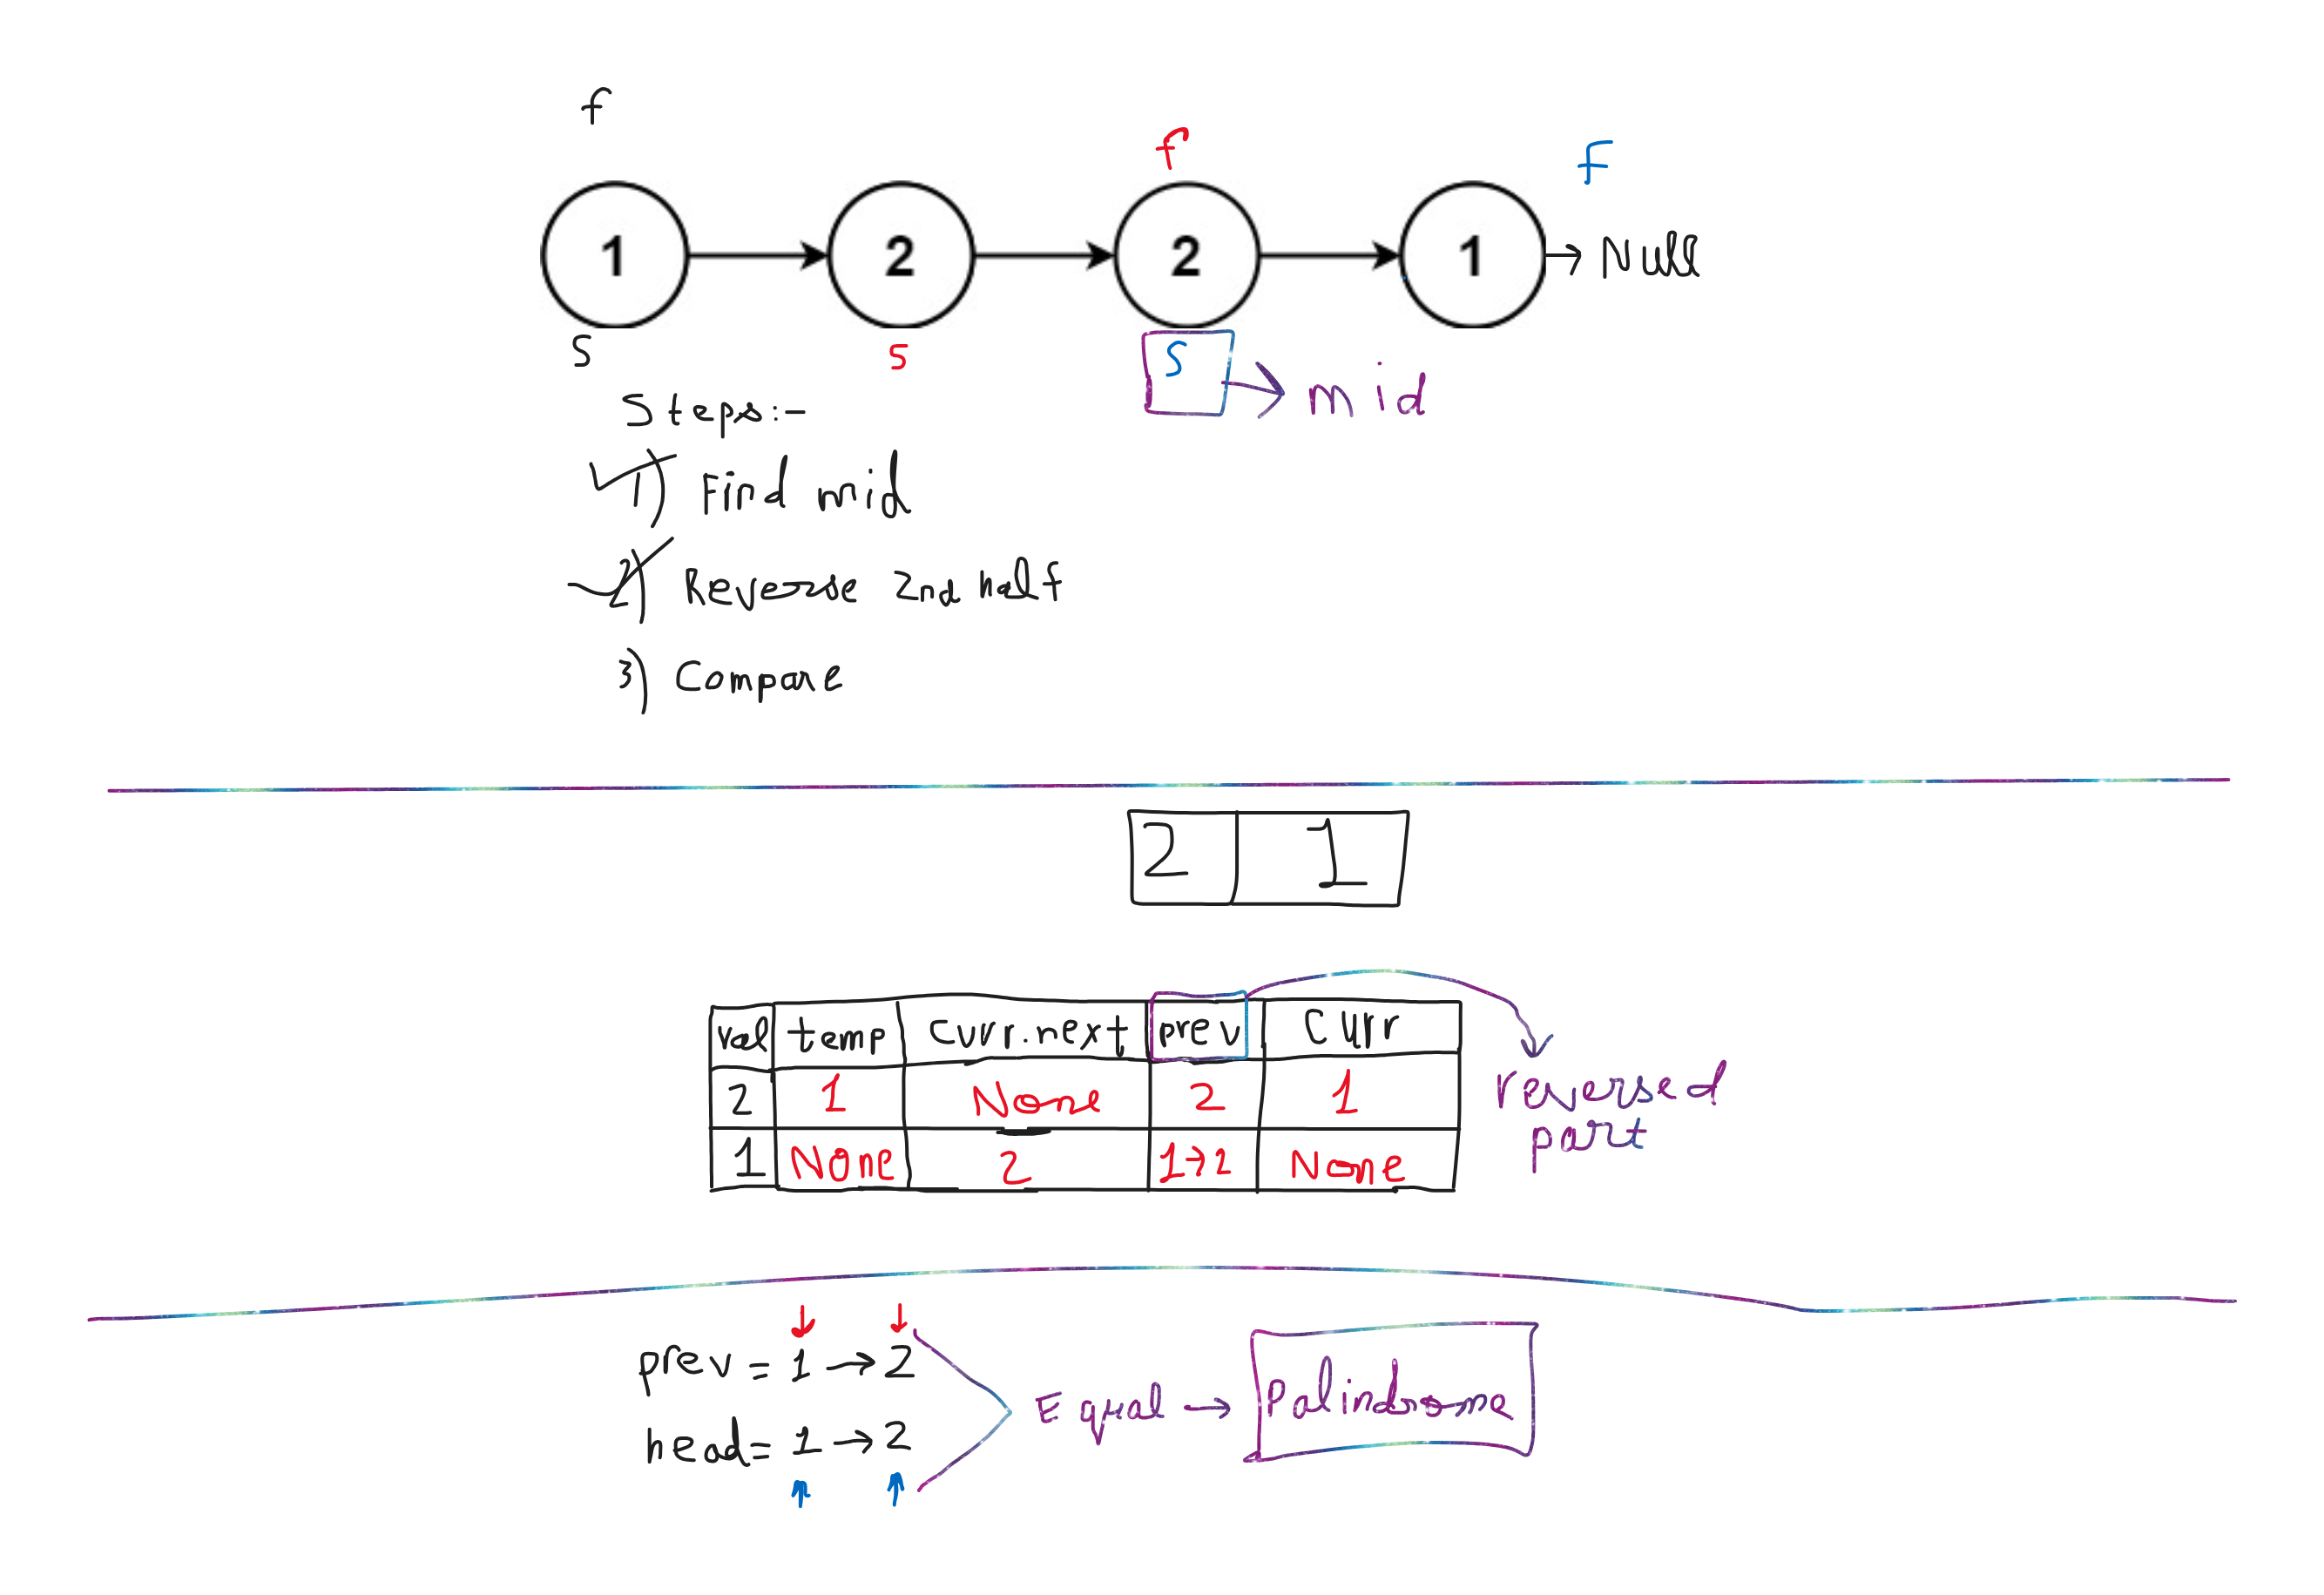 f
f
f
1 2 2 1 → Null
s
s
s → mid
Steps:-
1) Find mid
2) Reverse 2nd half
3) Compare
2 1
val temp Curr.next prev Curr
2 1 None 2 1
1 None 2 1→2 None
reversed
part
prev = 1 → 2
head = 1 → 2
Equal → Palindrome